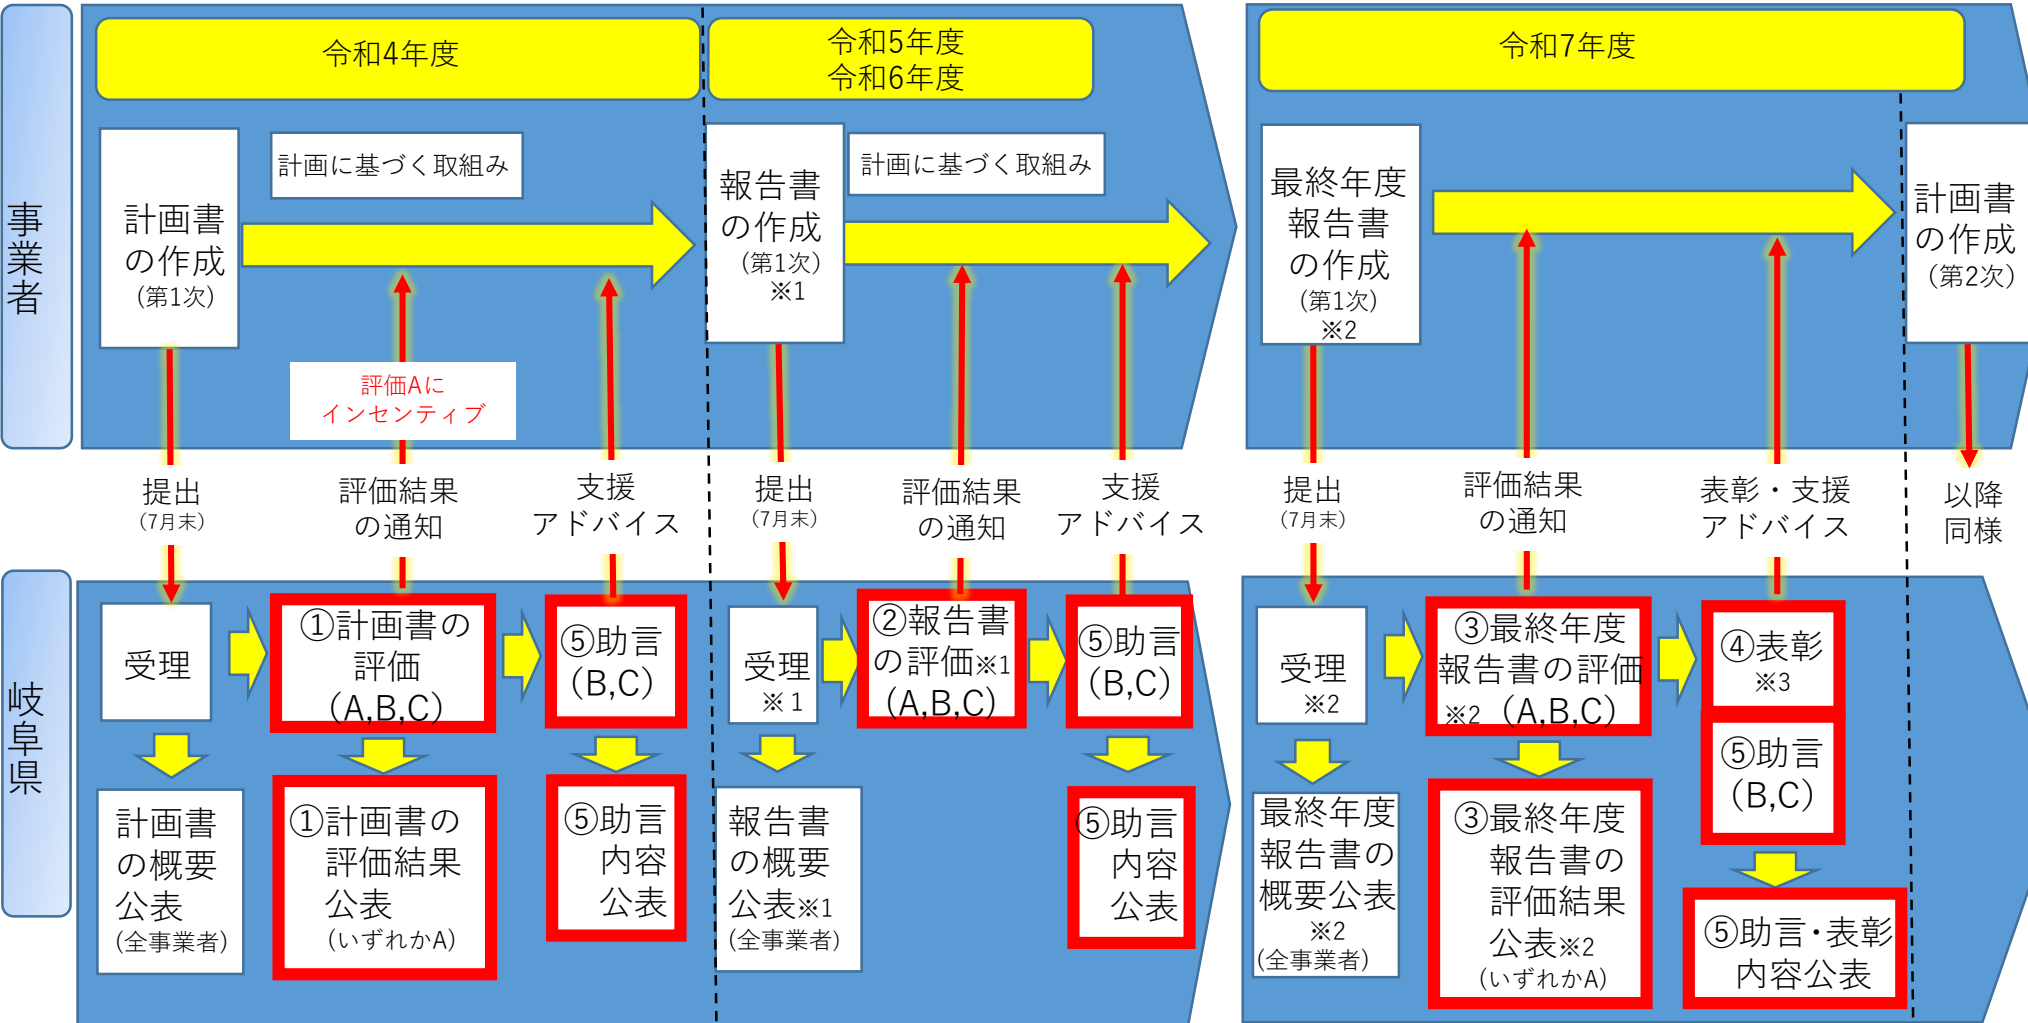 事業者
令和4年度
令和5年度
令和6年度
令和7年度
計画書
の作成
(第1次)
計画に基づく取組み
報告書
の作成
(第1次)
※1
計画に基づく取組み
最終年度
報告書
の作成
(第1次)
※2
計画書
の作成
(第2次)
評価Aに
インセンティブ
提出
(7月末)
評価結果
の通知
支援
アドバイス
提出
(7月末)
評価結果
の通知
支援
アドバイス
提出
(7月末)
評価結果
の通知
表彰・支援
アドバイス
以降
同様
岐阜県
受理
①計画書の
評価
(A,B,C)
⑤助言
(B,C)
受理
※1
②報告書
の評価※1
(A,B,C)
⑤助言
(B,C)
受理
※2
③最終年度
報告書の評価
※2 (A,B,C)
④表彰
※3
⑤助言
(B,C)
計画書
の概要
公表
(全事業者)
①計画書の
評価結果
公表
(いずれかA)
⑤助言
内容
公表
報告書
の概要
公表※1
(全事業者)
⑤助言
内容
公表
最終年度
報告書の
概要公表
※2
(全事業者)
③最終年度
報告書の
評価結果
公表※2
(いずれかA)
⑤助言・表彰
内容公表